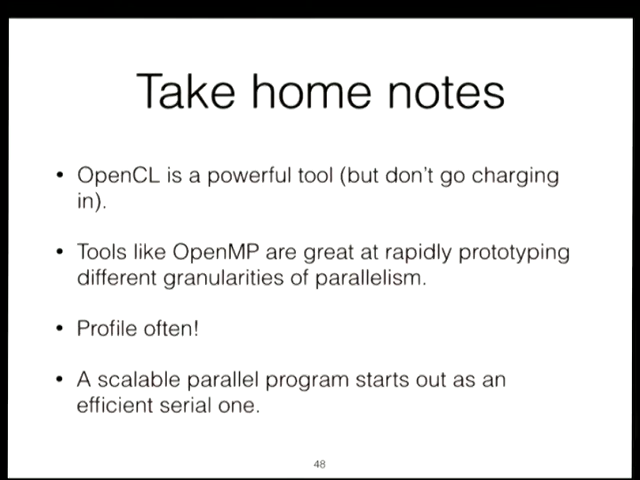 Take home notes
• OpenCL is a powerful tool (but don't go charging
in).
• Tools like OpenMP are great at rapidly prototyping
different granularities of parallelism.
• Profile often!
• A scalable parallel program starts out as an
efficient serial one.
48